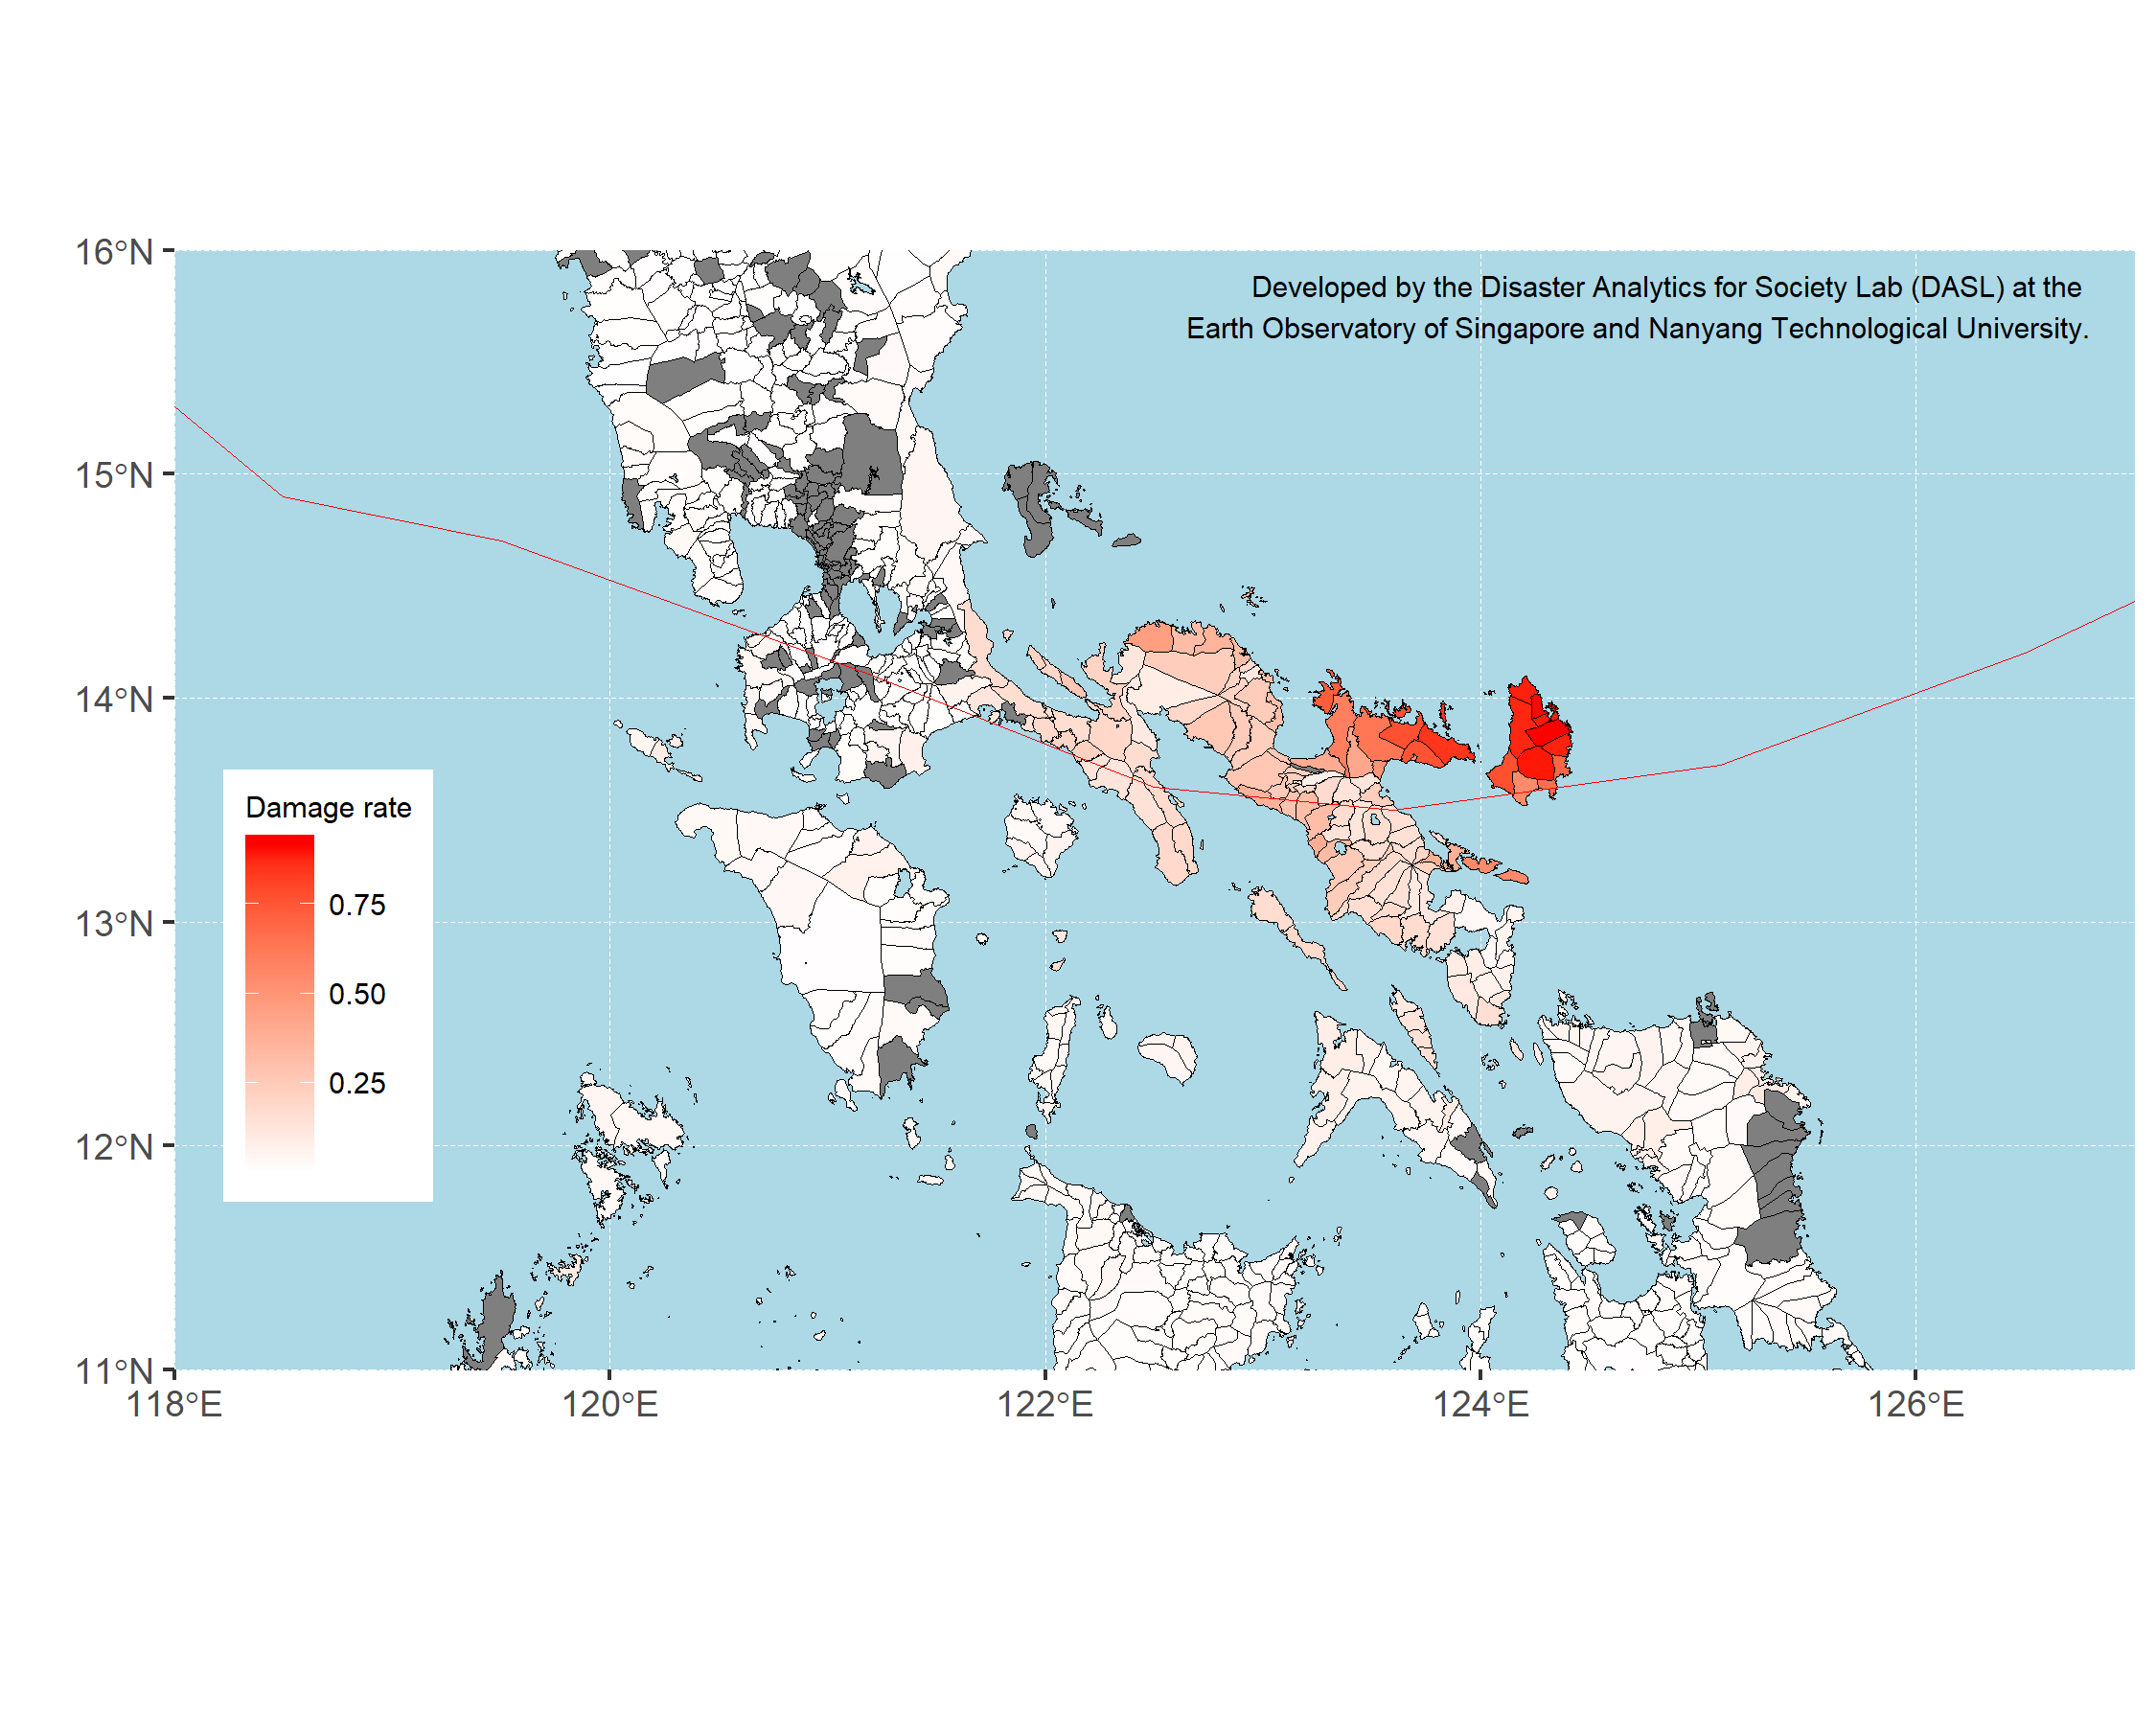 16°N
Developed by the Disaster Analytics for Society Lab (DASL) at the
Earth Observatory of Singapore and Nanyang Technological University.
15°N
14°N
Damage rate
0.75
0.50
0.25
13°N
12°N
11°N
118°E
120°E
122°E
124°E
126°E